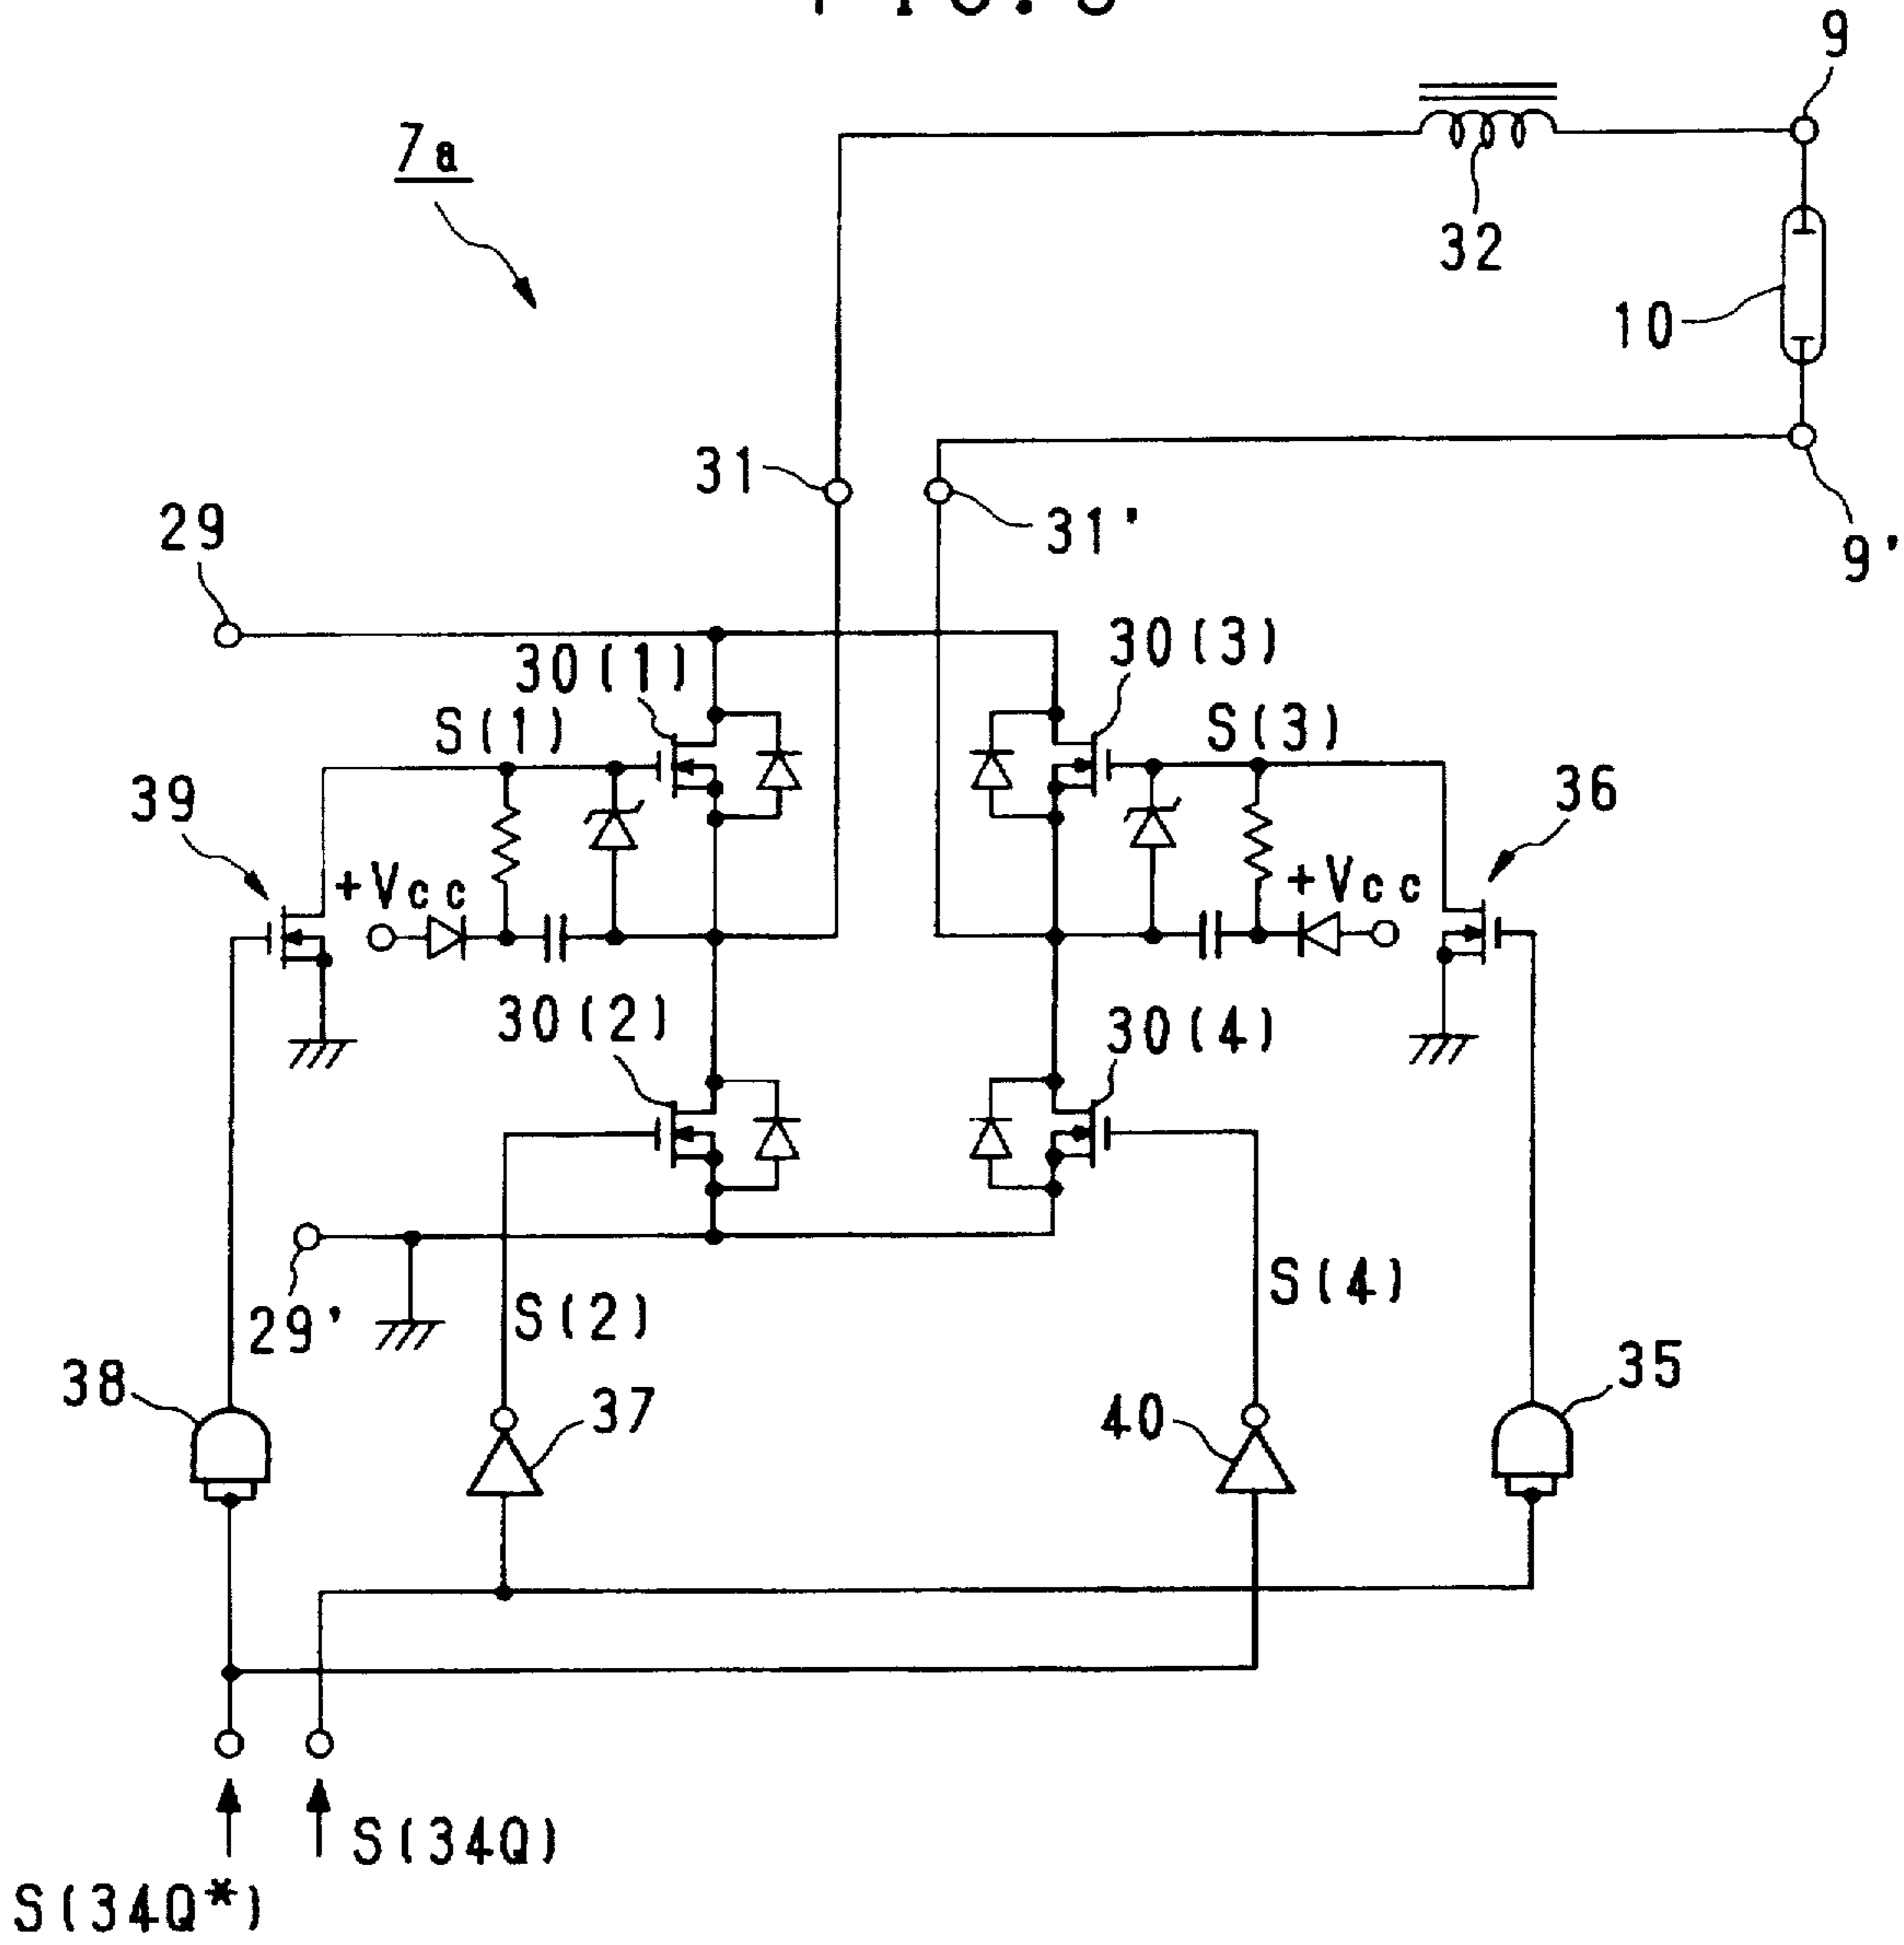 9
7a
32
10
31
31'
29
9'
30(1)
30(3)
S(1)
S(3)
39
36
+Vcc
+Vcc
30(2)
30(4)
S(4)
29'
S(2)
38
37
40
35
S(34Q)
S(34Q*)